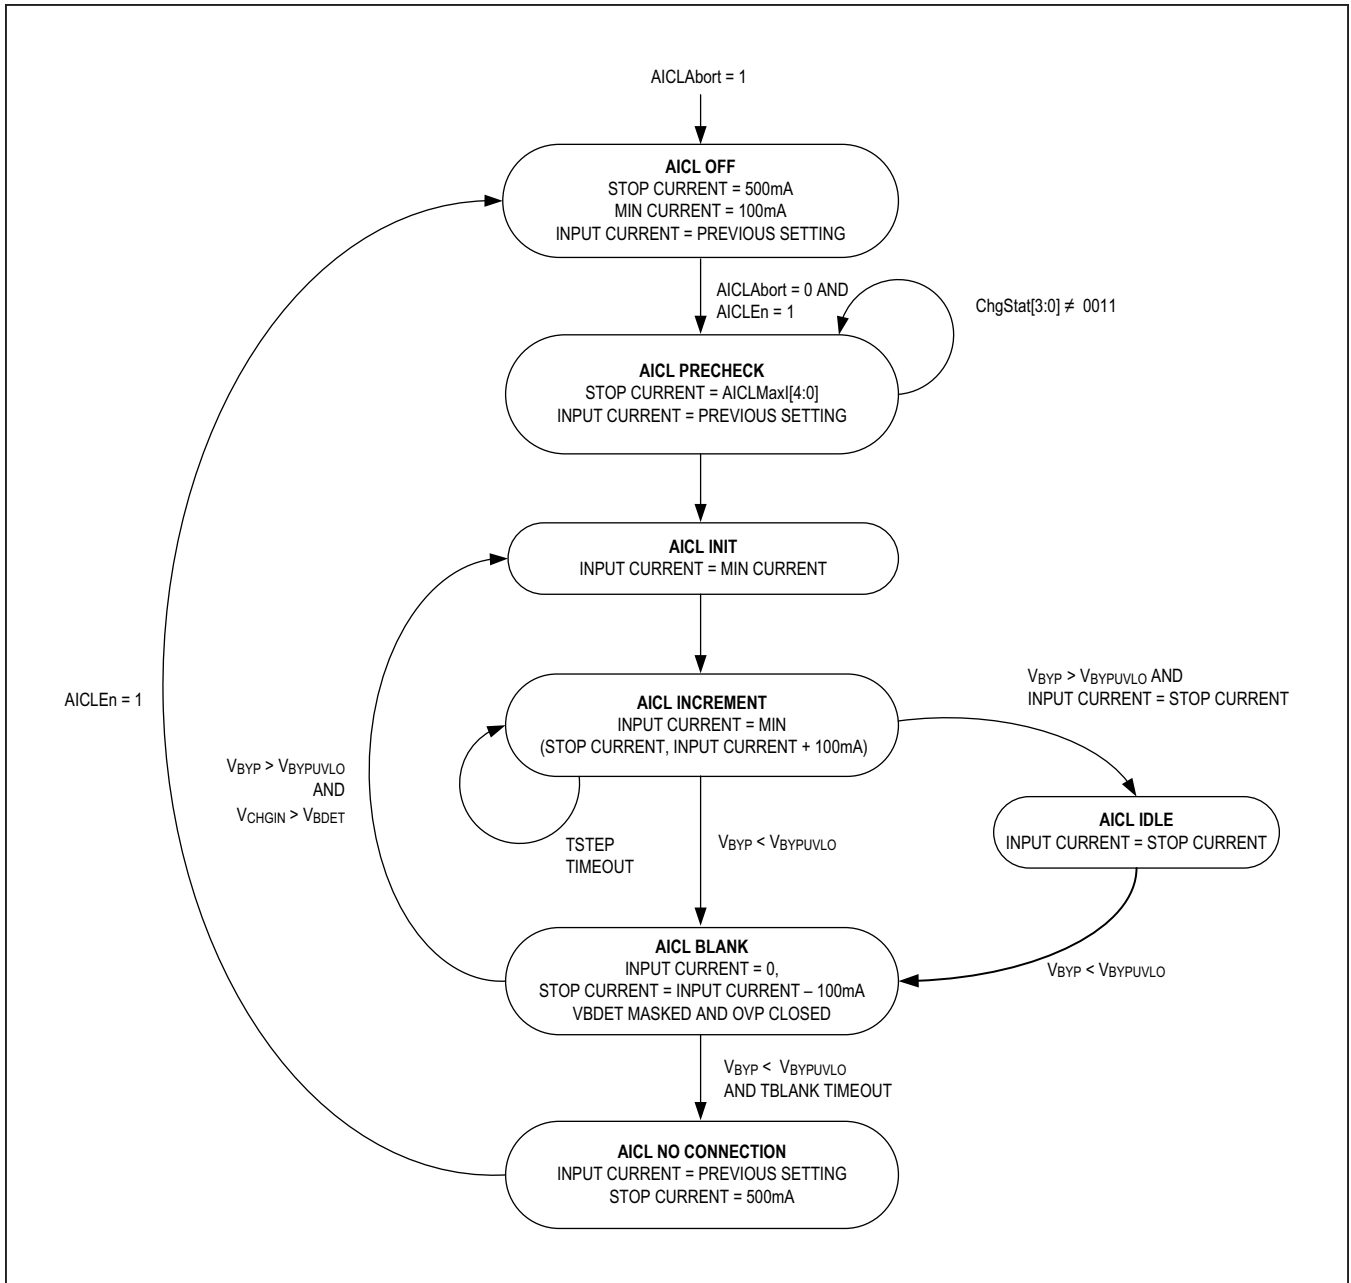 AICLAbort = 1
AICL OFF
STOP CURRENT = 500mA
MIN CURRENT = 100mA
INPUT CURRENT = PREVIOUS SETTING
AICLAbort = 0 AND
AICLEn = 1
ChgStat[3:0] ≠ 0011
AICL PRECHECK
STOP CURRENT = AICLMaxI[4:0]
INPUT CURRENT = PREVIOUS SETTING
AICL INIT
INPUT CURRENT = MIN CURRENT
AICLEn = 1
VBYP > VBYPUVLO
AND
VCHGIN > VBDET
AICL INCREMENT
INPUT CURRENT = MIN
(STOP CURRENT, INPUT CURRENT + 100mA)
VBYP > VBYPUVLO AND
INPUT CURRENT = STOP CURRENT
TSTEP
TIMEOUT
VBYP < VBYPUVLO
AICL IDLE
INPUT CURRENT = STOP CURRENT
VBYP < VBYPUVLO
AICL BLANK
INPUT CURRENT = 0,
STOP CURRENT = INPUT CURRENT – 100mA
VBDET MASKED AND OVP CLOSED
VBYP < VBYPUVLO
AND TBLANK TIMEOUT
AICL NO CONNECTION
INPUT CURRENT = PREVIOUS SETTING
STOP CURRENT = 500mA